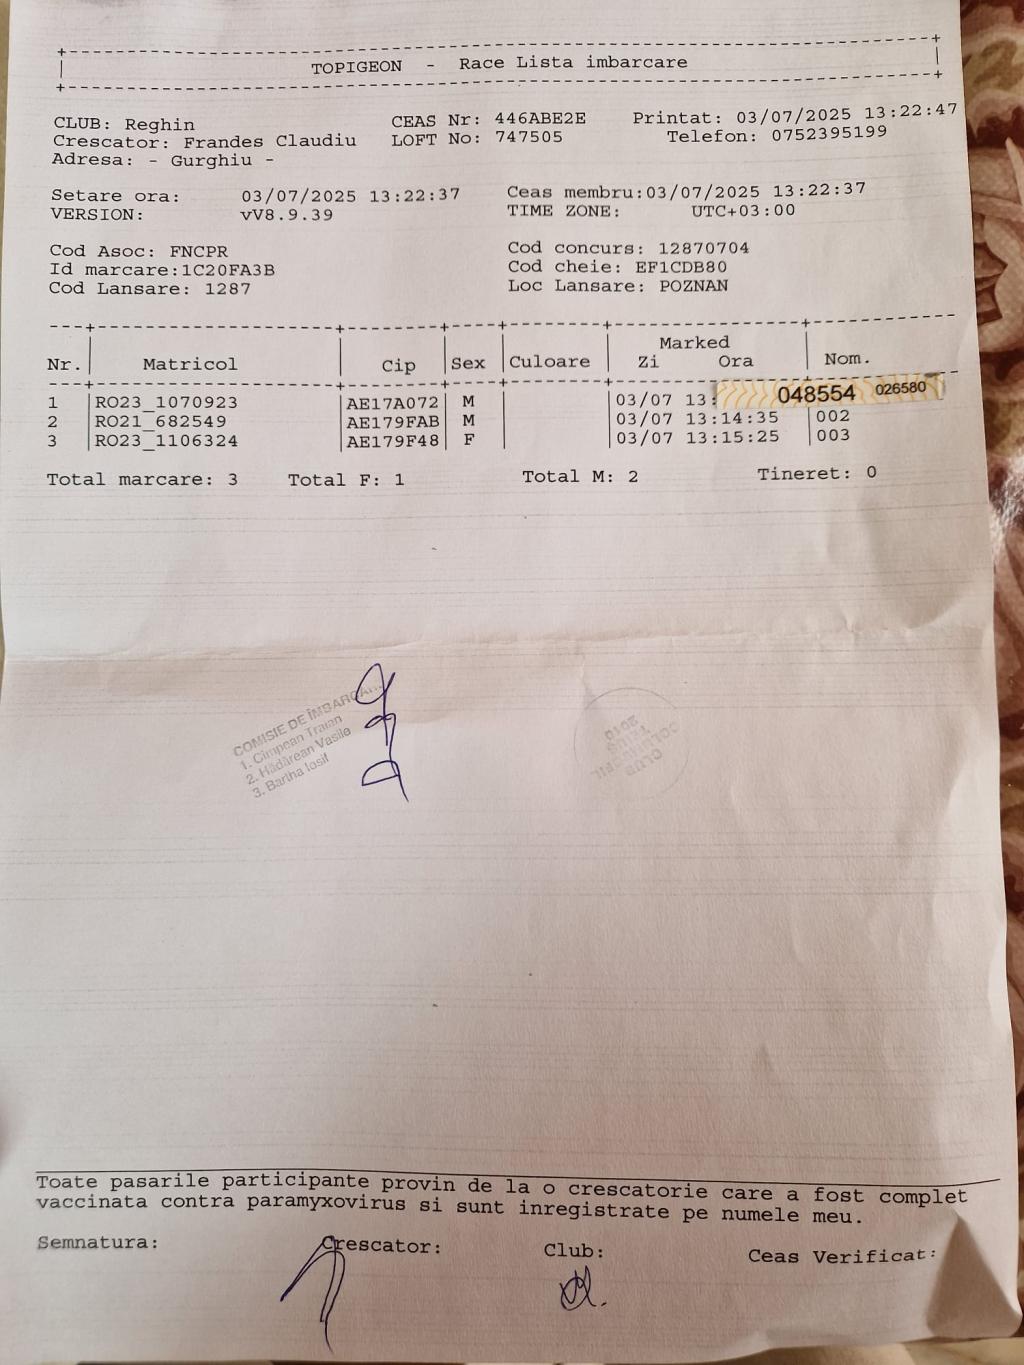 TOPIGEON - Race Lista imbarcare
CLUB: Reghin CEAS Nr: 446ABE2E Printat: 03/07/2025 13:22:47
Crescator: Frandes Claudiu LOFT No: 747505 Telefon: 0752395199
Adresa: - Gurghiu -
Setare ora: 03/07/2025 13:22:37 Ceas membru:03/07/2025 13:22:37
VERSION: vV8.9.39 TIME ZONE: UTC+03:00
Cod Asoc: FNCPR Cod concurs: 12870704
Id marcare:1C20FA3B Cod cheie: EF1CDB80
Cod Lansare: 1287 Loc Lansare: POZNAN
Marked
Nr. Matricol Cip Sex Culoare Zi Ora Nom.
1 RO23_1070923 AE17A072 M 03/07 13: 048554 026580
2 RO21_682549 AE179FAB M 03/07 13:14:35 002
3 RO23_1106324 AE179F48 F 03/07 13:15:25 003
Total marcare: 3 Total F: 1 Total M: 2 Tineret: 0
COMISIE DE ÎMBARCA
1. Cimpean Traian
2. Hădărean Vasile
3. Bartha Iosif
CLUB
2010
Toate pasarile participante provin de la o crescatorie care a fost complet
vaccinata contra paramyxovirus si sunt inregistrate pe numele meu.
Semnatura: Crescator: Club: Ceas Verificat: